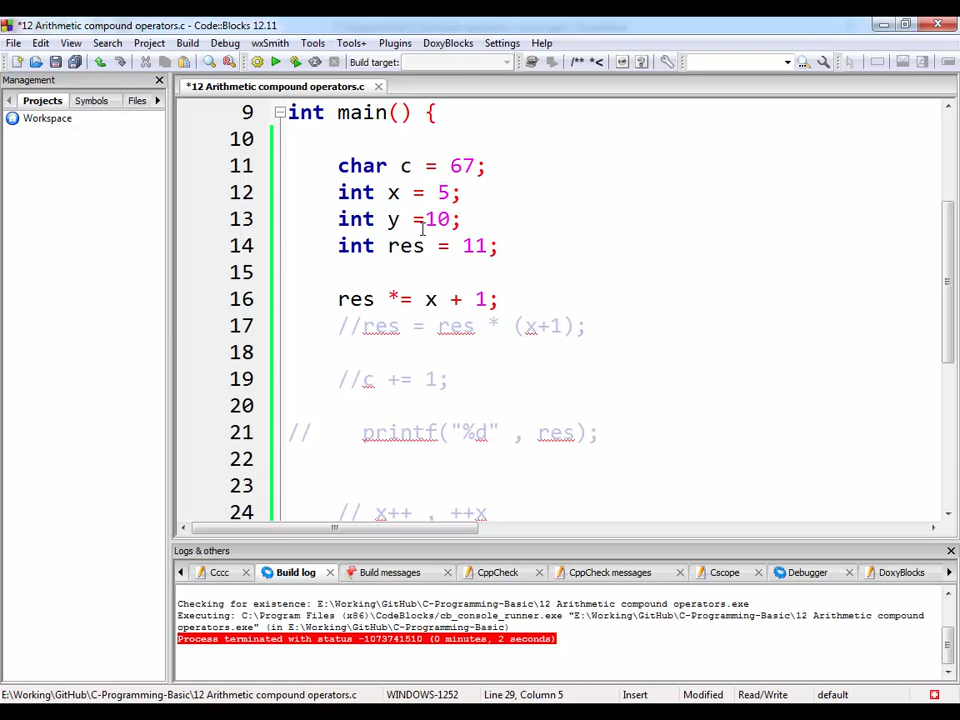 *12 Arithmetic compound operators.c - Code::Blocks 12.11
File Edit View Search Project Build Debug wxSmith Tools Tools+ Plugins DoxyBlocks Settings Help
Build target:
/** *<
Management
*12 Arithmetic compound operators.c
Projects Symbols Files
Workspace
9 int main() {
10
11 char c = 67;
12 int x = 5;
13 int y =10;
14 int res = 11;
15
16 res *= x + 1;
17 //res = res * (x+1);
18
19 //c += 1;
20
21 // printf("%d" , res);
22
23
24 // x++ , ++x
Logs & others
Cccc Build log Build messages CppCheck CppCheck messages Cscope Debugger DoxyBlocks
Checking for existence: E:\Working\GitHub\C-Programming-Basic\12 Arithmetic compound operators.exe
Executing: C:\Program Files (x86)\CodeBlocks/cb_console_runner.exe "E:\Working\GitHub\C-Programming-Basic\12 Arithmetic compound
operators.exe" (in E:\Working\GitHub\C-Programming-Basic)
Process terminated with status -1073741510 (0 minutes, 2 seconds)
E:\Working\GitHub\C-Programming-Basic\12 Arithmetic compound operators.c WINDOWS-1252 Line 29, Column 5 Insert Modified Read/Write default